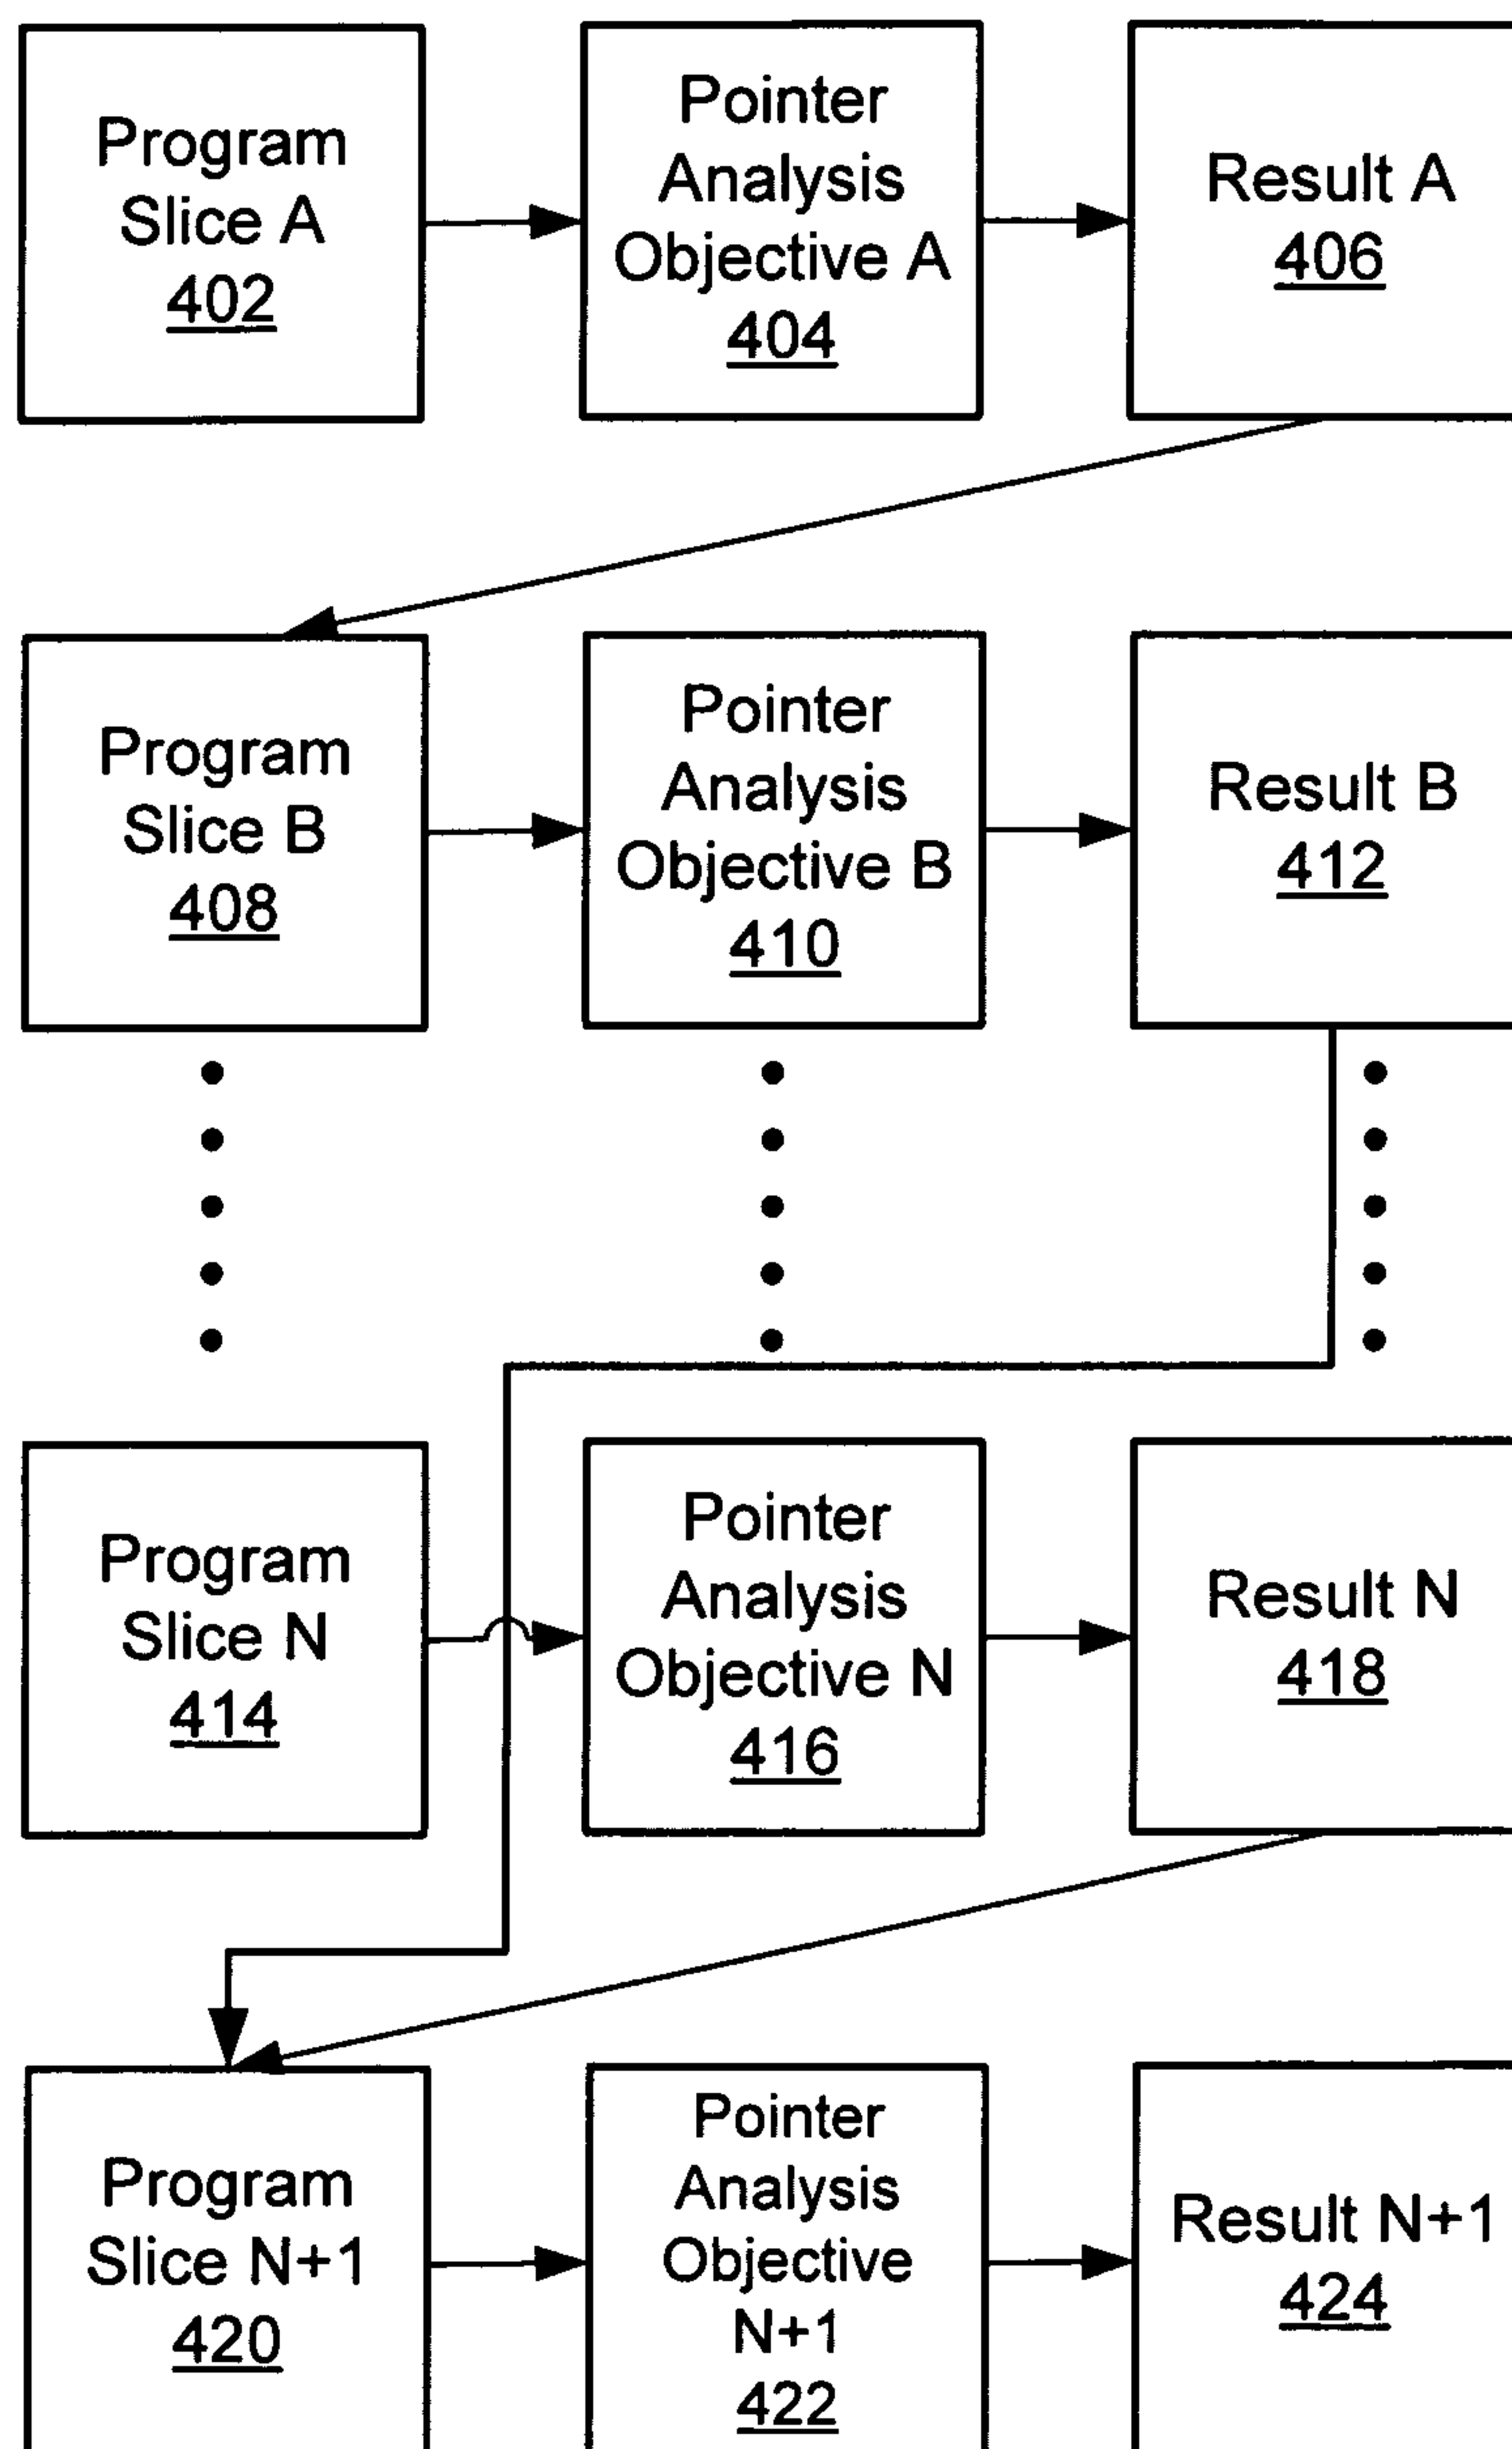 Program
Slice A
402
Pointer
Analysis
Objective A
404
Result A
406
Program
Slice B
408
Pointer
Analysis
Objective B
410
Result B
412
Program
Slice N
414
Pointer
Analysis
Objective N
416
Result N
418
Program
Slice N+1
420
Pointer
Analysis
Objective
N+1
422
Result N+1
424